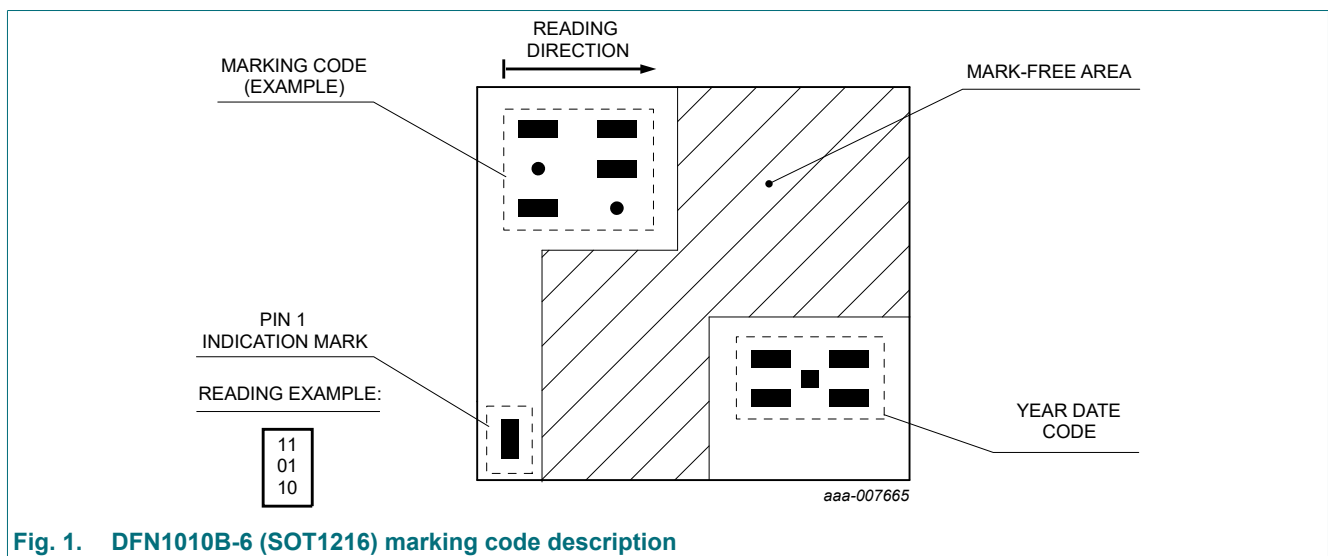 READING
DIRECTION
MARKING CODE
(EXAMPLE)
MARK-FREE AREA
PIN 1
INDICATION MARK
READING EXAMPLE:
11
01
10
YEAR DATE
CODE
aaa-007665
Fig. 1. DFN1010B-6 (SOT1216) marking code description